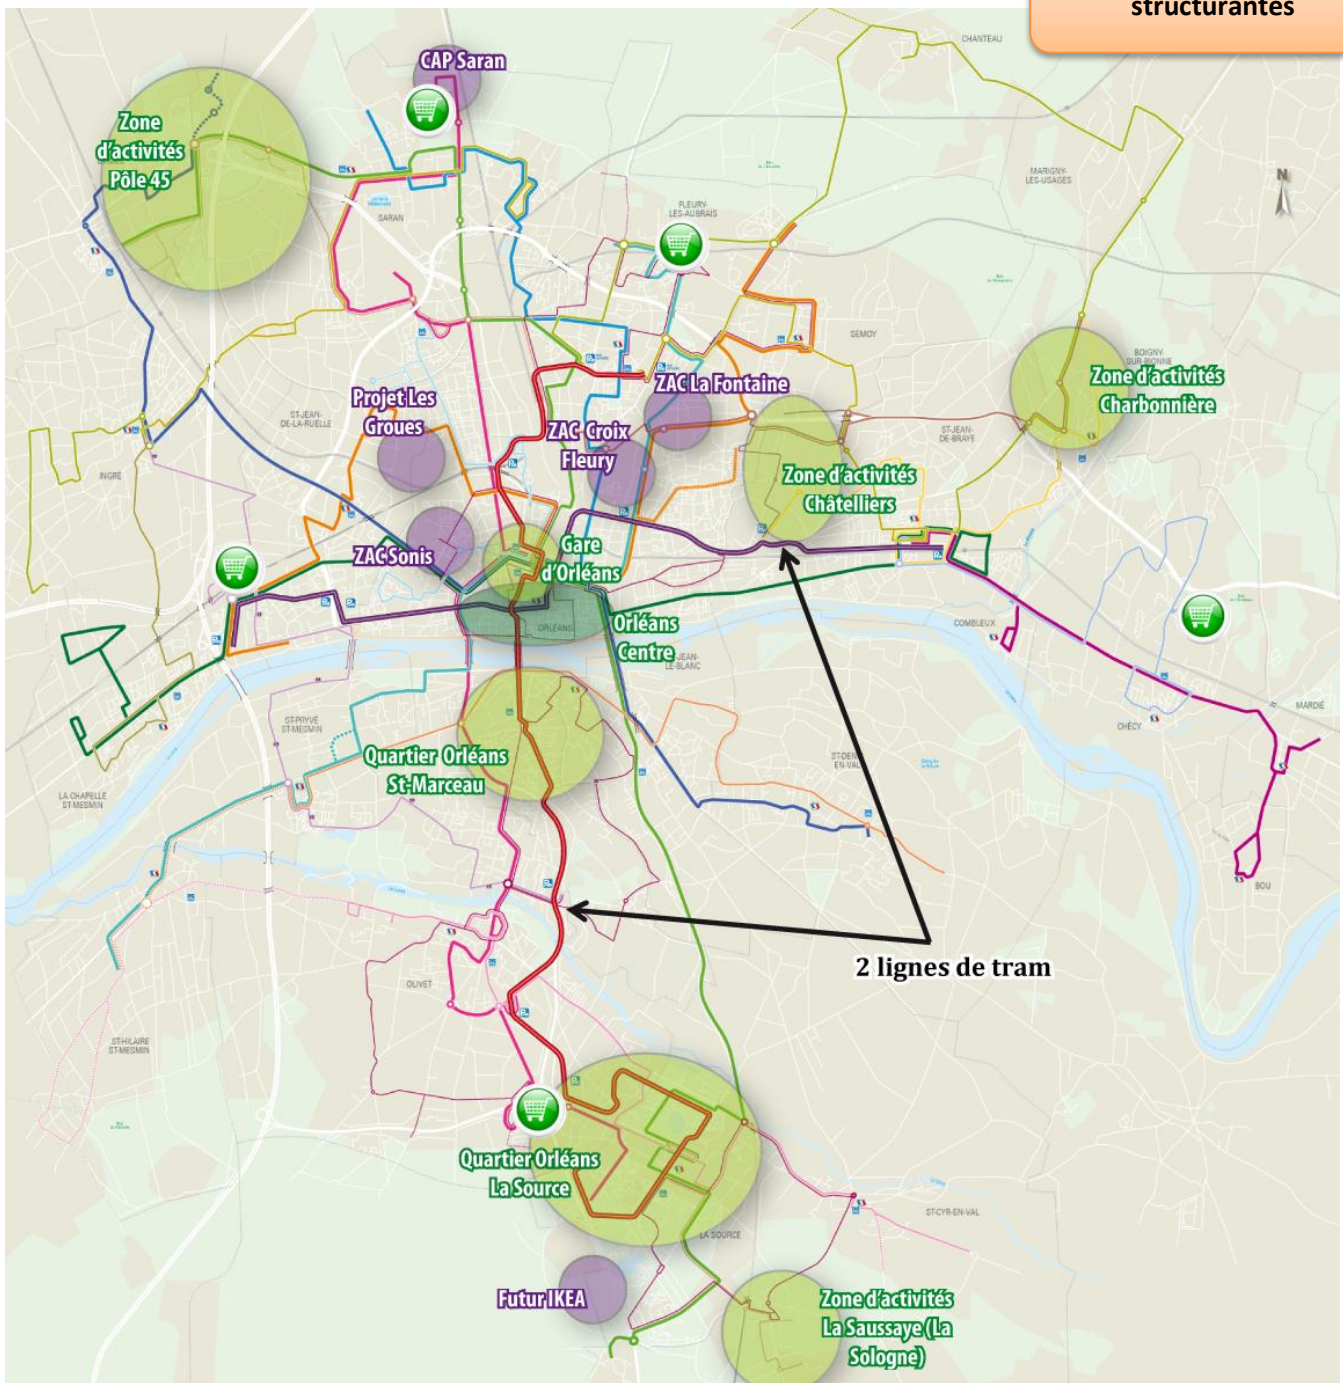 structurantes
CHANTEAU
CAP Saran
Zone
d'activités
Pôle 45
MARIGNY-
LES-USAGES
N
FLEURY-
LES-AUBRAIS
SARAN
SEMOY
BOIGNY-
SUR-BIONNE
Zone d'activités
Charbonnière
ZAC La Fontaine
Projet Les
Groues
ST-JEAN-
DE-LA-RUELLE
ZAC Croix
Fleury
ST-JEAN-
DE-BRAYE
INGRÉ
Zone d'activités
Châtelliers
ZAC Sonis
Gare
d'Orléans
ORLÉANS
Orléans
Centre
COMBLEUX
JEAN-
LE-BLANC
MARDIÉ
CHÉCY
ST-PRYVÉ
ST-MESMIN
Quartier Orléans
St-Marceau
ST-DEN
EN-VAL
LA CHAPELLE
ST-MESMIN
BOU
2 lignes de tram
OLIVET
ST-HILAIRE
ST-MESMIN
Quartier Orléans
La Source
ST-CYR-EN-VAL
LA SOURCE
Futur IKEA
Zone d'activités
La Saussaye (La
Sologne)